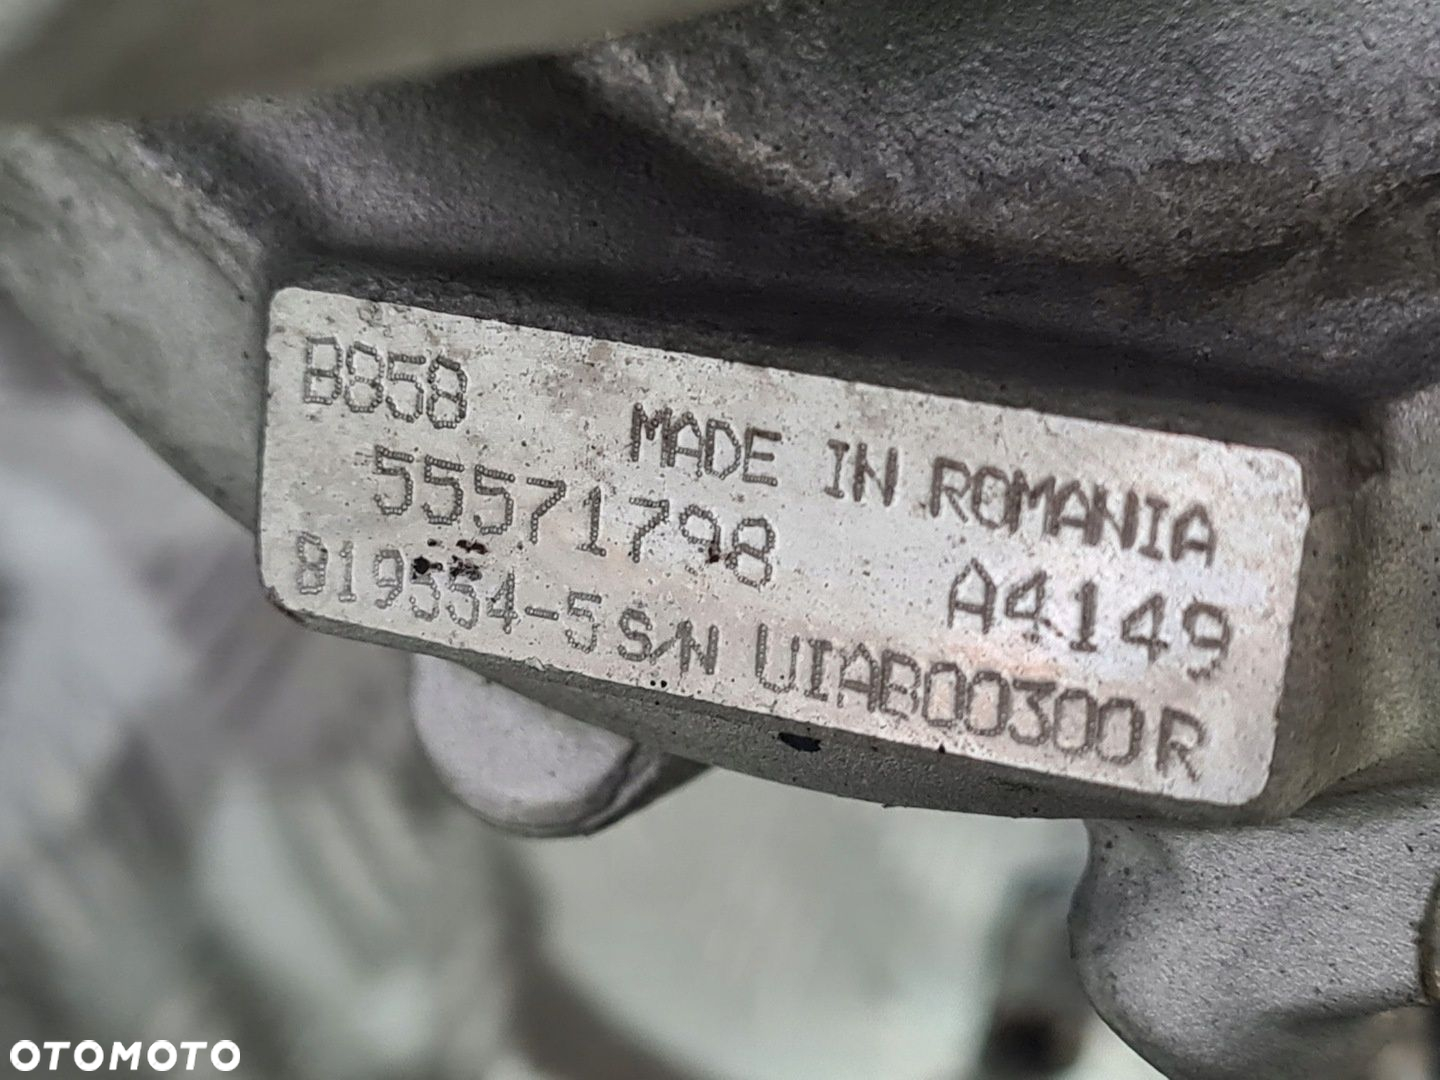 B858
MADE IN ROMANIA
55571798
A4149
819554-5 S/N UIAB00300R
OTOMOTO